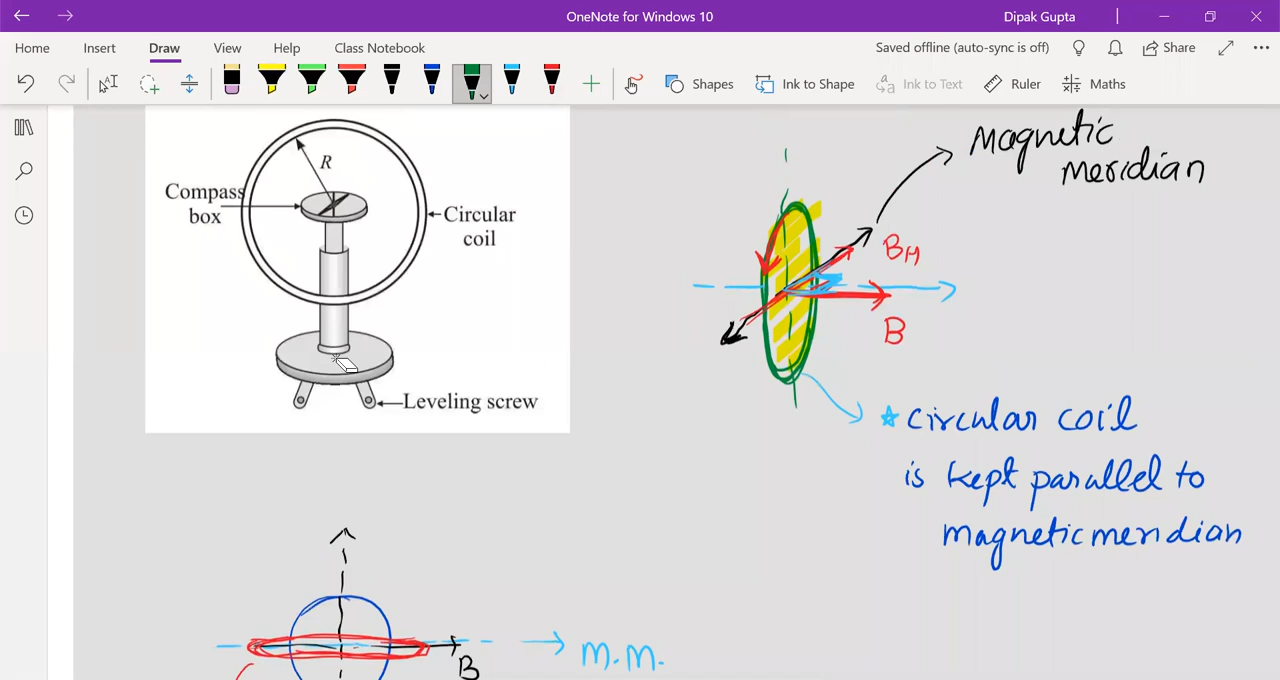 OneNote for Windows 10
Dipak Gupta
Home Insert Draw View Help Class Notebook
Saved offline (auto-sync is off)
Share
Shapes
Ink to Shape
Ink to Text
Ruler
Maths
R
Compass
box
Circular
coil
Leveling screw
Magnetic
meridian
BH
B
circular coil
is kept parallel to
magnetic meridian
M.M.
B